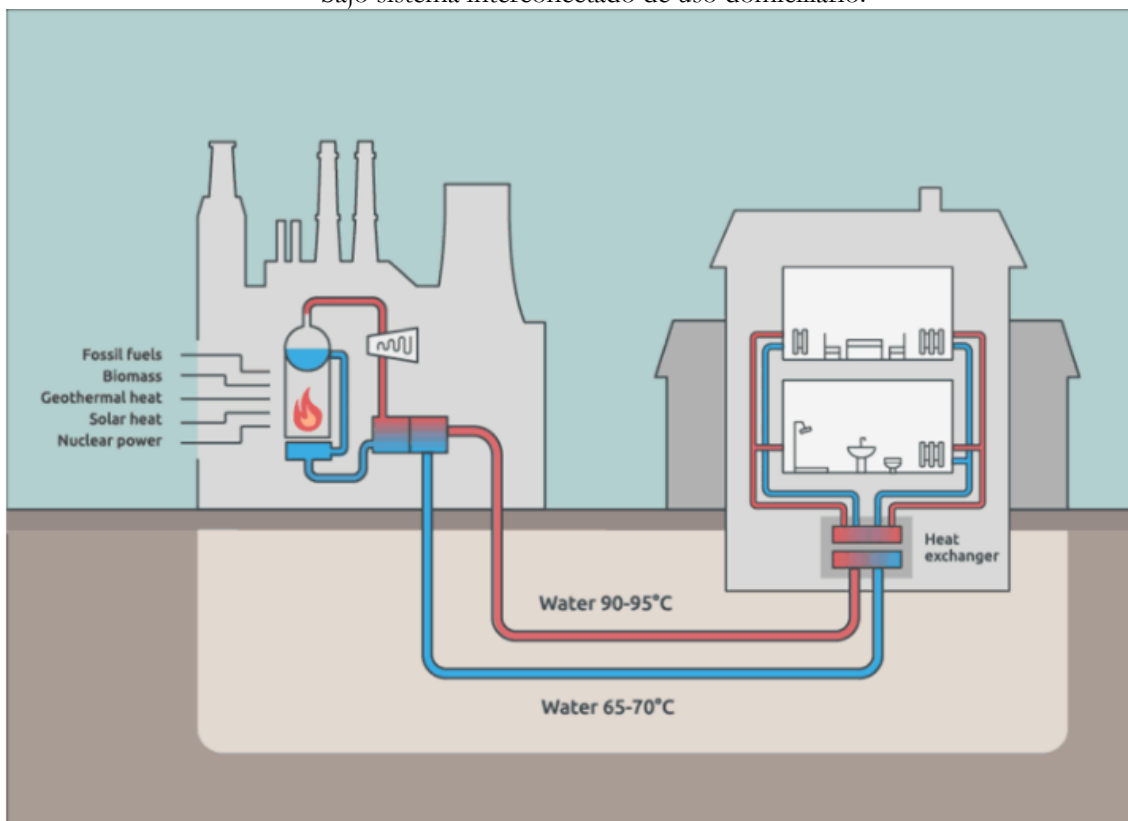 bajo sistema interconectado de uso domiciliario.
Fossil fuels
Biomass
Geothermal heat
Solar heat
Nuclear power
Heat
exchanger
Water 90-95°C
Water 65-70°C